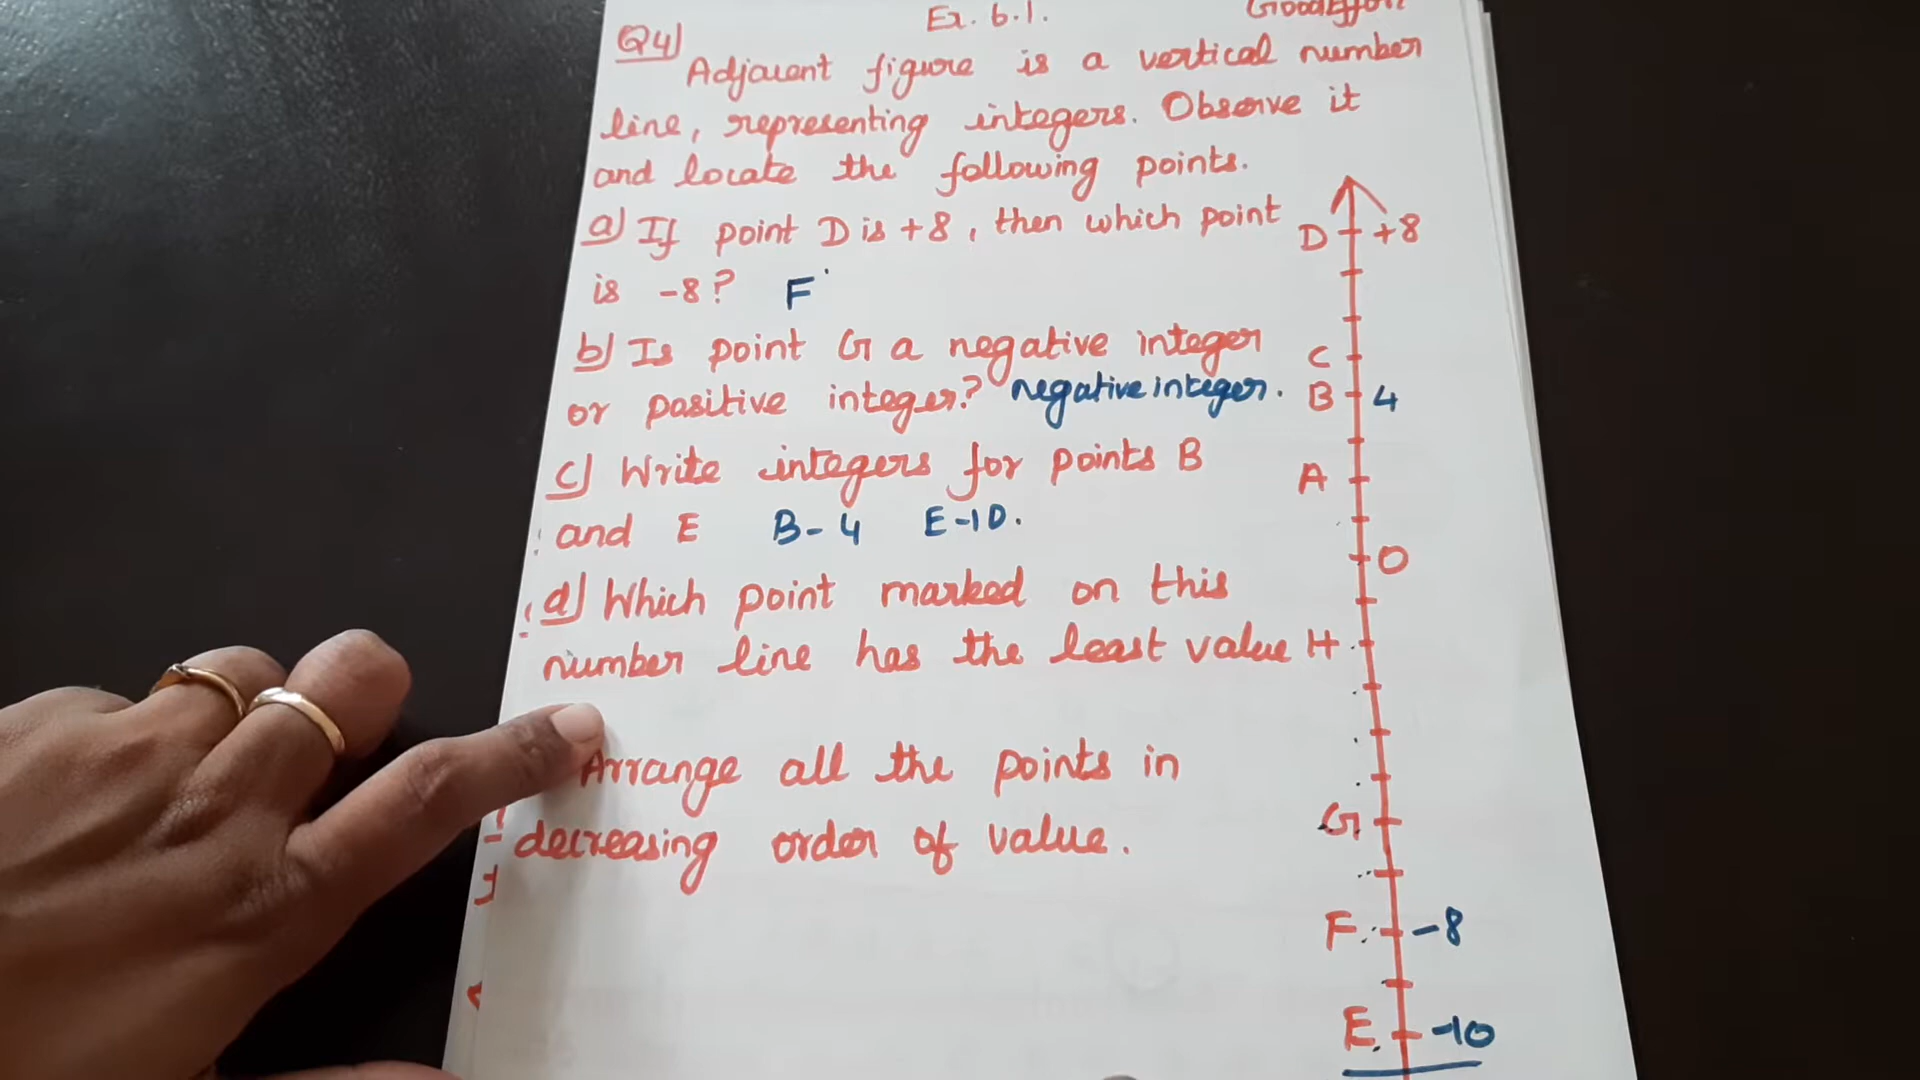 Ex. 6.1.
Q4)
Adjacent figure is a vertical number
line, representing integers. Observe it
and locate the following points.
a) If point D is +8, then which point
is -8? F
b) Is point G a negative integer
or positive integer? negative integer.
c) Write integers for points B
and E B-4 E-10.
d) Which point marked on this
number line has the least value
Arrange all the points in
decreasing order of value.
D +8
C
B 4
A
O
H
G
F -8
E -10